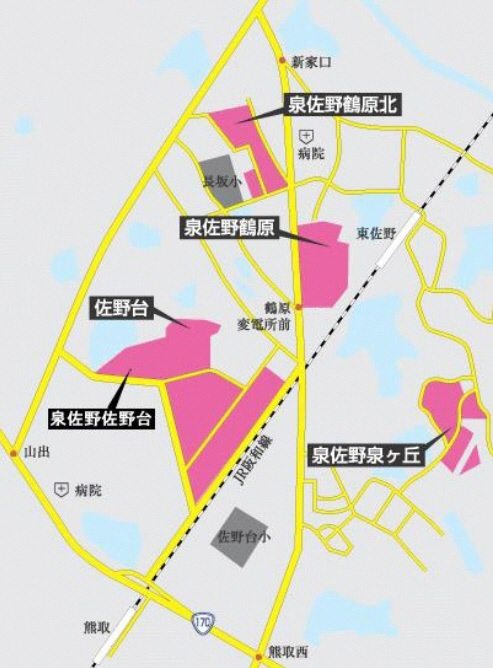 新家口
泉佐野鶴原北
病院
長坂小
泉佐野鶴原
東佐野
佐野台
鶴原
変電所前
泉佐野佐野台
山出
泉佐野泉ヶ丘
JR阪和線
病院
佐野台小
170
熊取
熊取西